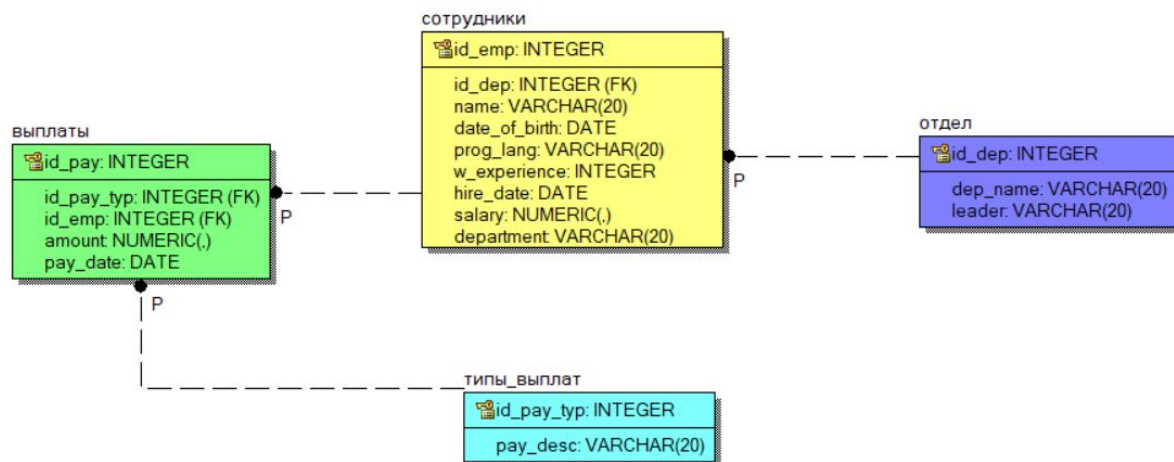 сотрудники
id_emp: INTEGER
id_dep: INTEGER (FK)
name: VARCHAR(20)
date_of_birth: DATE
prog_lang: VARCHAR(20)
w_experience: INTEGER
hire_date: DATE
salary: NUMERIC(,)
department: VARCHAR(20)
выплаты
id_pay: INTEGER
id_pay_typ: INTEGER (FK)
id_emp: INTEGER (FK)
amount: NUMERIC(,)
pay_date: DATE
P
P
отдел
id_dep: INTEGER
dep_name: VARCHAR(20)
leader: VARCHAR(20)
P
типы_выплат
id_pay_typ: INTEGER
pay_desc: VARCHAR(20)